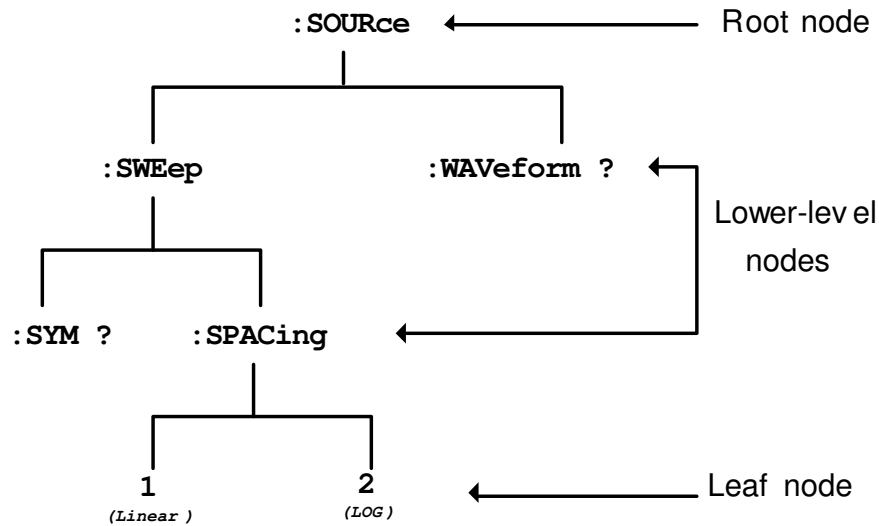 :SOURce
Root node
:SWEep
:WAVeform ?
Lower-lev el
nodes
:SYM ?
:SPACing
1
2
Leaf node
(Linear )
(LOG )